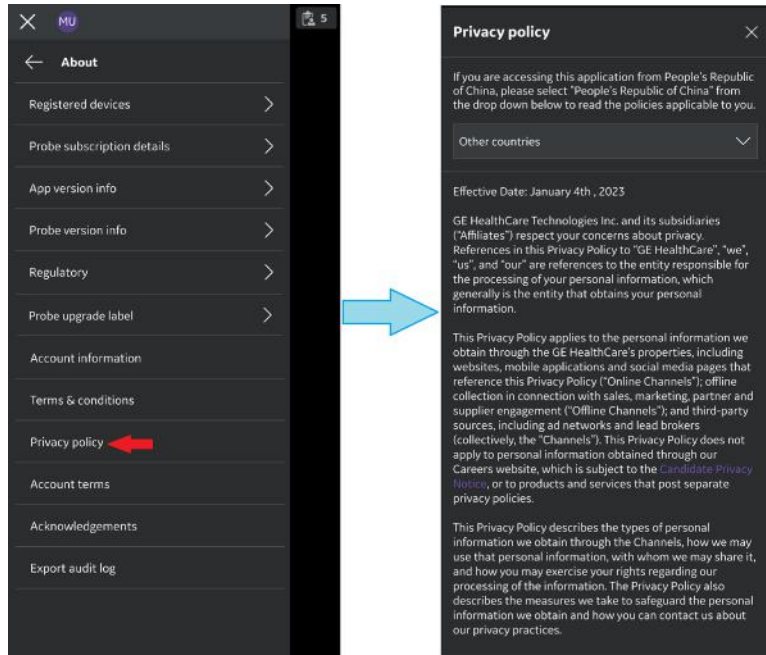 MU
5
About
Registered devices
Probe subscription details
App version info
Probe version info
Regulatory
Probe upgrade label
Account information
Terms & conditions
Privacy policy
Account terms
Acknowledgements
Export audit log
Privacy policy
If you are accessing this application from People's Republic
of China, please select "People's Republic of China" from
the drop down below to read the policies applicable to you.
Other countries
Effective Date: January 4th , 2023
GE HealthCare Technologies Inc. and its subsidiaries
("Affiliates") respect your concerns about privacy.
References in this Privacy Policy to "GE HealthCare", "we",
"us", and "our" are references to the entity responsible for
the processing of your personal information, which
generally is the entity that obtains your personal
information.
This Privacy Policy applies to the personal information we
obtain through the GE HealthCare's properties, including
websites, mobile applications and social media pages that
reference this Privacy Policy ("Online Channels"); offline
collection in connection with sales, marketing, partner and
supplier engagement ("Offline Channels"); and third-party
sources, including ad networks and lead brokers
(collectively, the "Channels"). This Privacy Policy does not
apply to personal information obtained through our
Careers website, which is subject to the Candidate Privacy
Notice, or to products and services that post separate
privacy policies.
This Privacy Policy describes the types of personal
information we obtain through the Channels, how we may
use that personal information, with whom we may share it,
and how you may exercise your rights regarding our
processing of the information. The Privacy Policy also
describes the measures we take to safeguard the personal
information we obtain and how you can contact us about
our privacy practices.